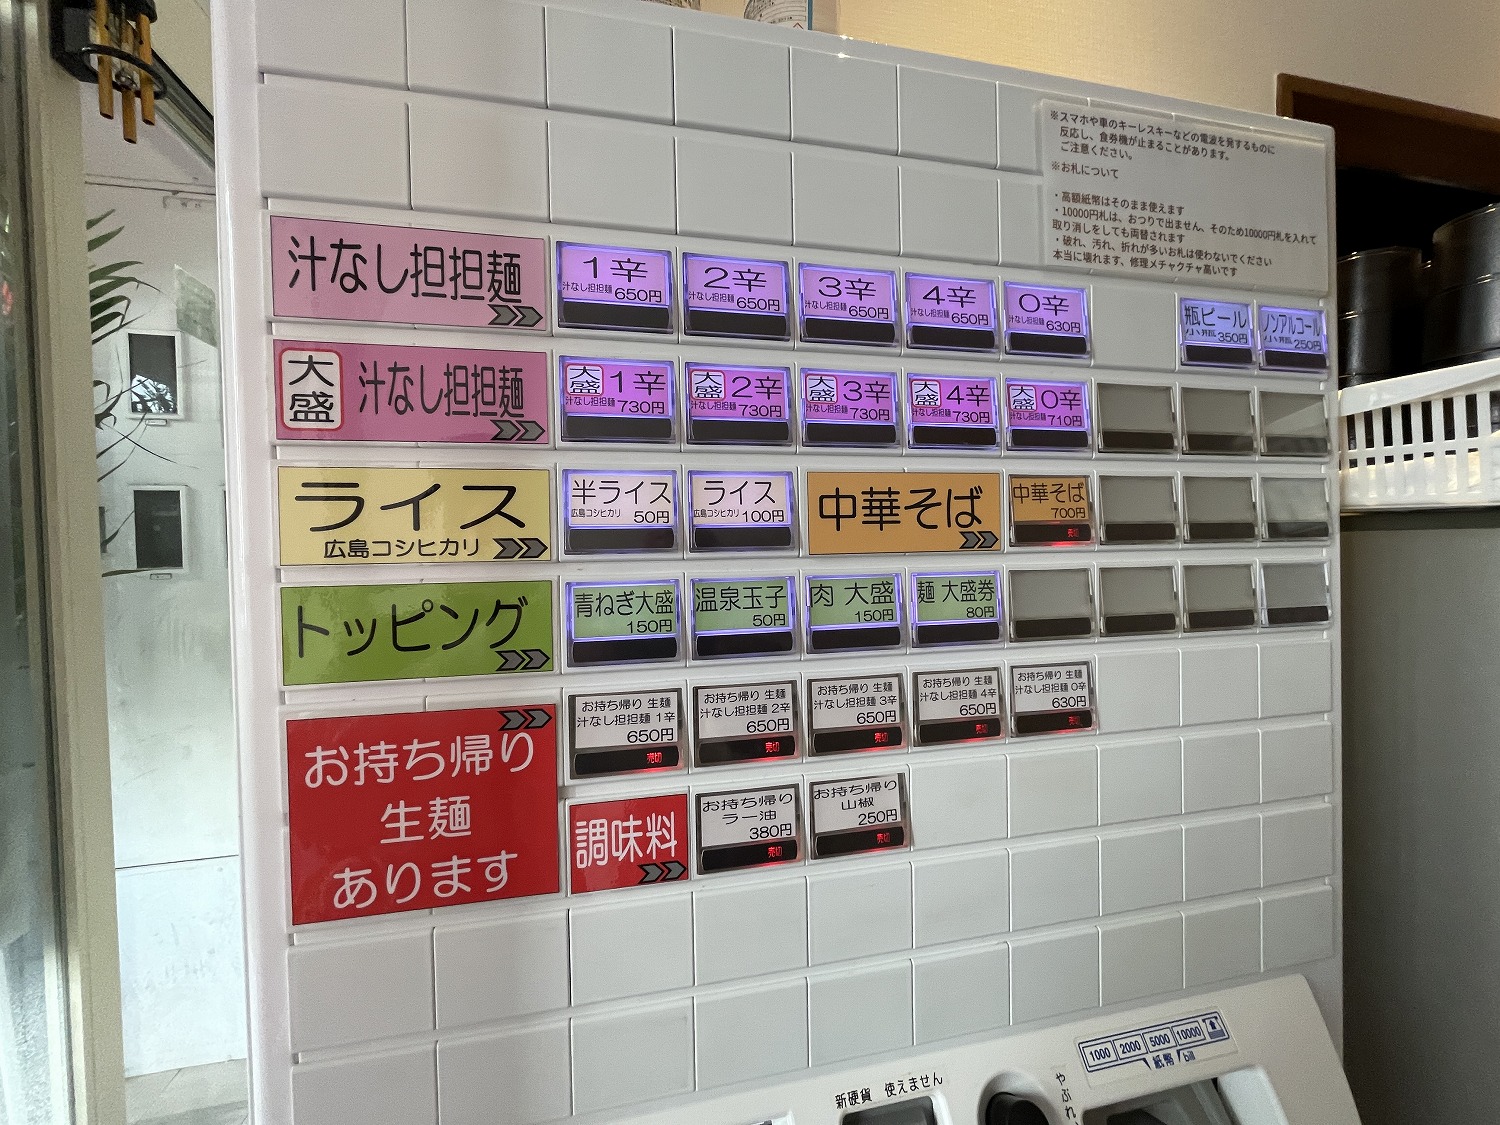 ※スマホや車のキーレスキーなどの電波を発するものに
反応し、食券機が止まることがあります。
ご注意ください。
※お札について
・高額紙幣はそのまま使えます
・10000円札は、おつりで出ません、そのため10000円札を入れて
取り消しをしても両替されます
・破れ、汚れ、折れが多いお札は使わないでください
本当に壊れます、修理メチャクチャ高いです
汁なし担担麺
1辛
汁なし担担麺 650円
2辛
汁なし担担麺 650円
3辛
汁なし担担麺 650円
4辛
汁なし担担麺 650円
0辛
汁なし担担麺 630円
瓶ビール
小瓶 350円
ノンアルコール
小瓶 250円
大盛 汁なし担担麺
大盛 1辛
汁なし担担麺 730円
大盛 2辛
汁なし担担麺 730円
大盛 3辛
汁なし担担麺 730円
大盛 4辛
汁なし担担麺 730円
大盛 0辛
汁なし担担麺 710円
ライス
広島コシヒカリ
半ライス
広島コシヒカリ 50円
ライス
広島コシヒカリ 100円
中華そば
中華そば
700円
売切
トッピング
青ねぎ大盛
150円
温泉玉子
50円
肉 大盛
150円
麺 大盛券
80円
お持ち帰り
生麺
あります
お持ち帰り 生麺
汁なし担担麺 1辛
650円
売切
お持ち帰り 生麺
汁なし担担麺 2辛
650円
売切
お持ち帰り 生麺
汁なし担担麺 3辛
650円
売切
お持ち帰り 生麺
汁なし担担麺 4辛
650円
売切
お持ち帰り 生麺
汁なし担担麺 0辛
630円
売切
調味料
お持ち帰り
ラー油
380円
売切
お持ち帰り
山椒
250円
売切
1000 2000 5000 10000
紙幣 bill
新硬貨 使えません
やぶれ、